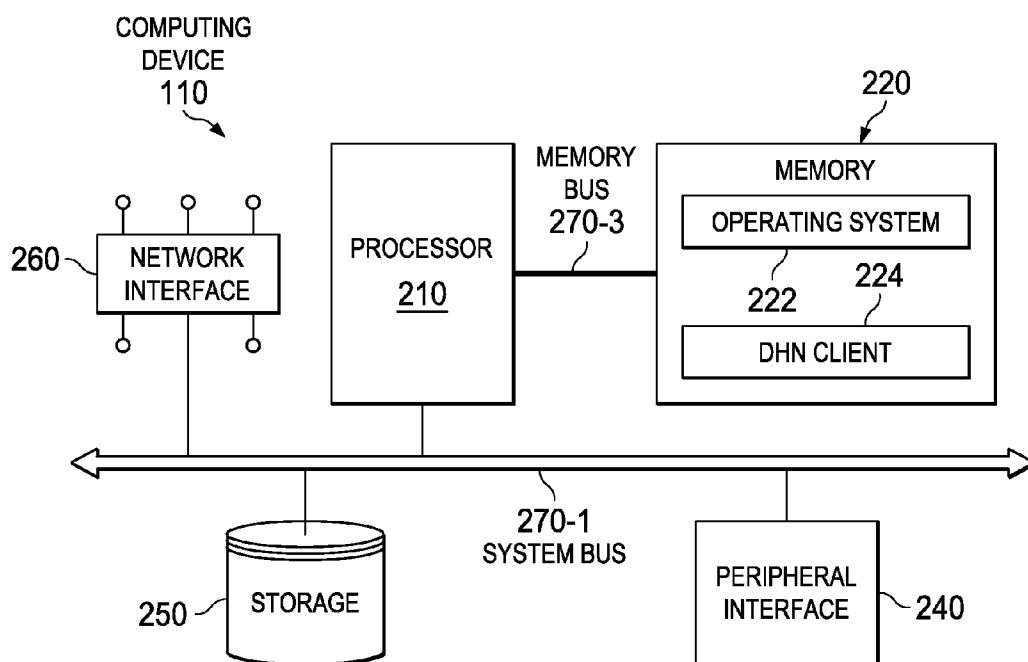 COMPUTING
DEVICE
110
220
MEMORY
MEMORY
BUS
270-3
OPERATING SYSTEM
PROCESSOR
210
260
NETWORK
INTERFACE
222
224
DHN CLIENT
270-1
SYSTEM BUS
250
STORAGE
PERIPHERAL
INTERFACE
240